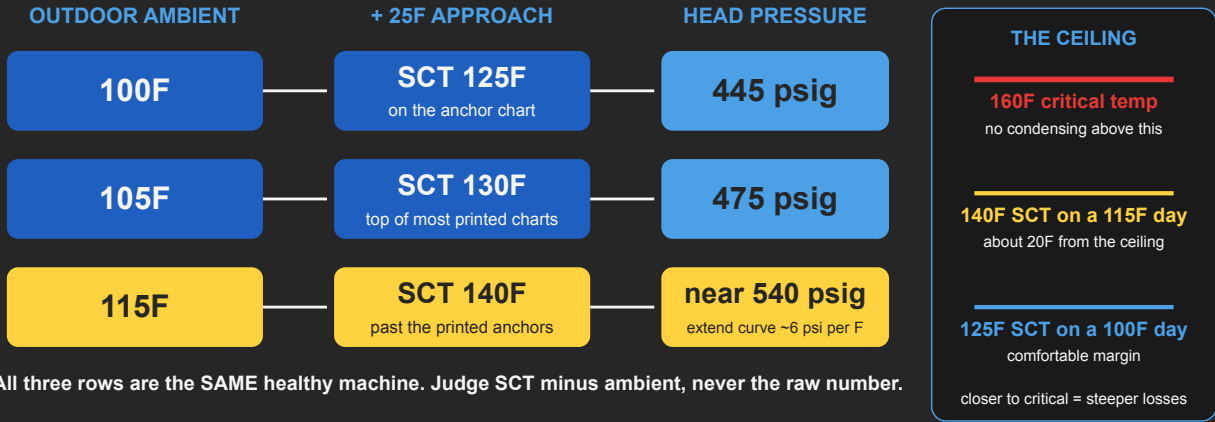 OUTDOOR AMBIENT
+ 25F APPROACH
HEAD PRESSURE
100F
SCT 125F
on the anchor chart
445 psig
105F
SCT 130F
top of most printed charts
475 psig
115F
SCT 140F
past the printed anchors
near 540 psig
extend curve ~6 psi per F
All three rows are the SAME healthy machine. Judge SCT minus ambient, never the raw number.
THE CEILING
160F critical temp
no condensing above this
140F SCT on a 115F day
about 20F from the ceiling
125F SCT on a 100F day
comfortable margin
closer to critical = steeper losses